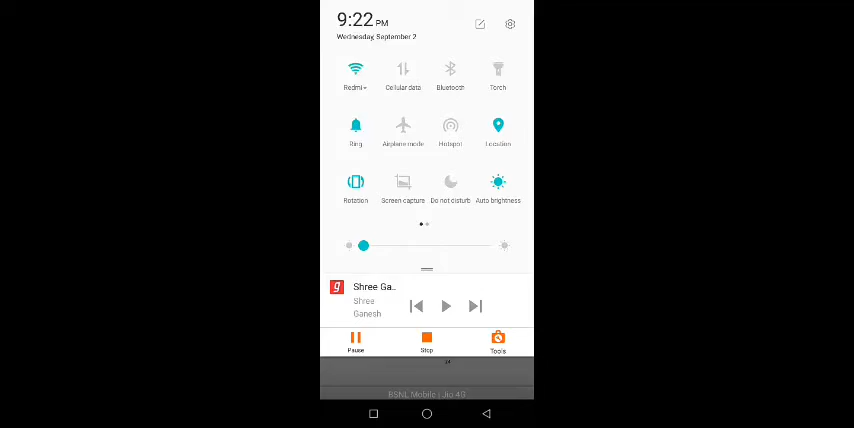 9:22 PM
Wednesday, September 2
Redmi
Cellular data
Bluetooth
Torch
Ring
Airplane mode
Hotspot
Location
Rotation
Screen capture
Do not disturb
Auto brightness
g
Shree Ga..
Shree
Ganesh
Pause
Stop
Tools
BSNL Mobile | Jio 4G